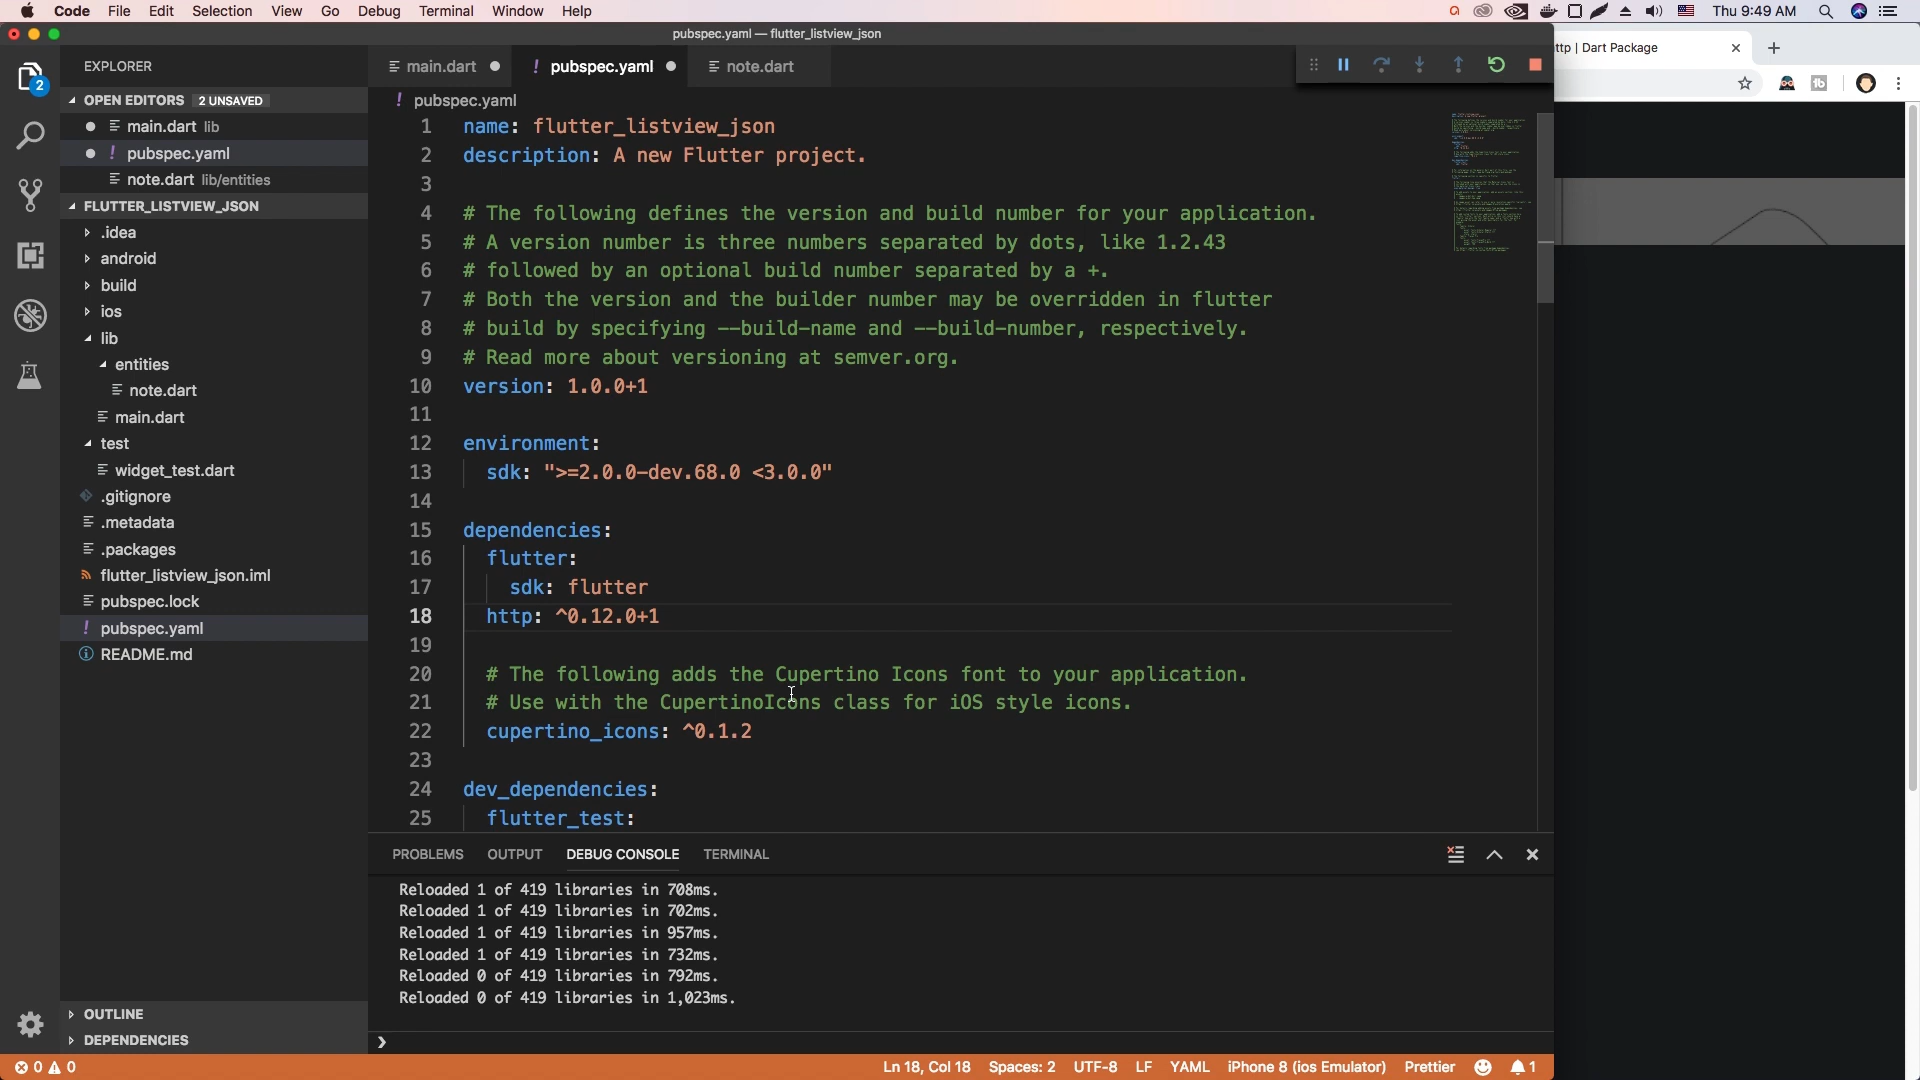 Code File Edit Selection View Go Debug Terminal Window Help Thu 9:49 AM
pubspec.yaml — flutter_listview_json
ttp | Dart Package
EXPLORER
main.dart
! pubspec.yaml
note.dart
OPEN EDITORS 2 UNSAVED
main.dart lib
! pubspec.yaml
note.dart lib/entities
FLUTTER_LISTVIEW_JSON
.idea
android
build
ios
lib
entities
note.dart
main.dart
test
widget_test.dart
.gitignore
.metadata
.packages
flutter_listview_json.iml
pubspec.lock
! pubspec.yaml
README.md
OUTLINE
DEPENDENCIES
2
! pubspec.yaml
1 name: flutter_listview_json
2 description: A new Flutter project.
3
4 # The following defines the version and build number for your application.
5 # A version number is three numbers separated by dots, like 1.2.43
6 # followed by an optional build number separated by a +.
7 # Both the version and the builder number may be overridden in flutter
8 # build by specifying --build-name and --build-number, respectively.
9 # Read more about versioning at semver.org.
10 version: 1.0.0+1
11
12 environment:
13 sdk: ">=2.0.0-dev.68.0 <3.0.0"
14
15 dependencies:
16 flutter:
17 sdk: flutter
18 http: ^0.12.0+1
19
20 # The following adds the Cupertino Icons font to your application.
21 # Use with the CupertinoIcons class for iOS style icons.
22 cupertino_icons: ^0.1.2
23
24 dev_dependencies:
25 flutter_test:
PROBLEMS OUTPUT DEBUG CONSOLE TERMINAL
Reloaded 1 of 419 libraries in 708ms.
Reloaded 1 of 419 libraries in 702ms.
Reloaded 1 of 419 libraries in 957ms.
Reloaded 1 of 419 libraries in 732ms.
Reloaded 0 of 419 libraries in 792ms.
Reloaded 0 of 419 libraries in 1,023ms.
0 0 Ln 18, Col 18 Spaces: 2 UTF-8 LF YAML iPhone 8 (ios Emulator) Prettier 1